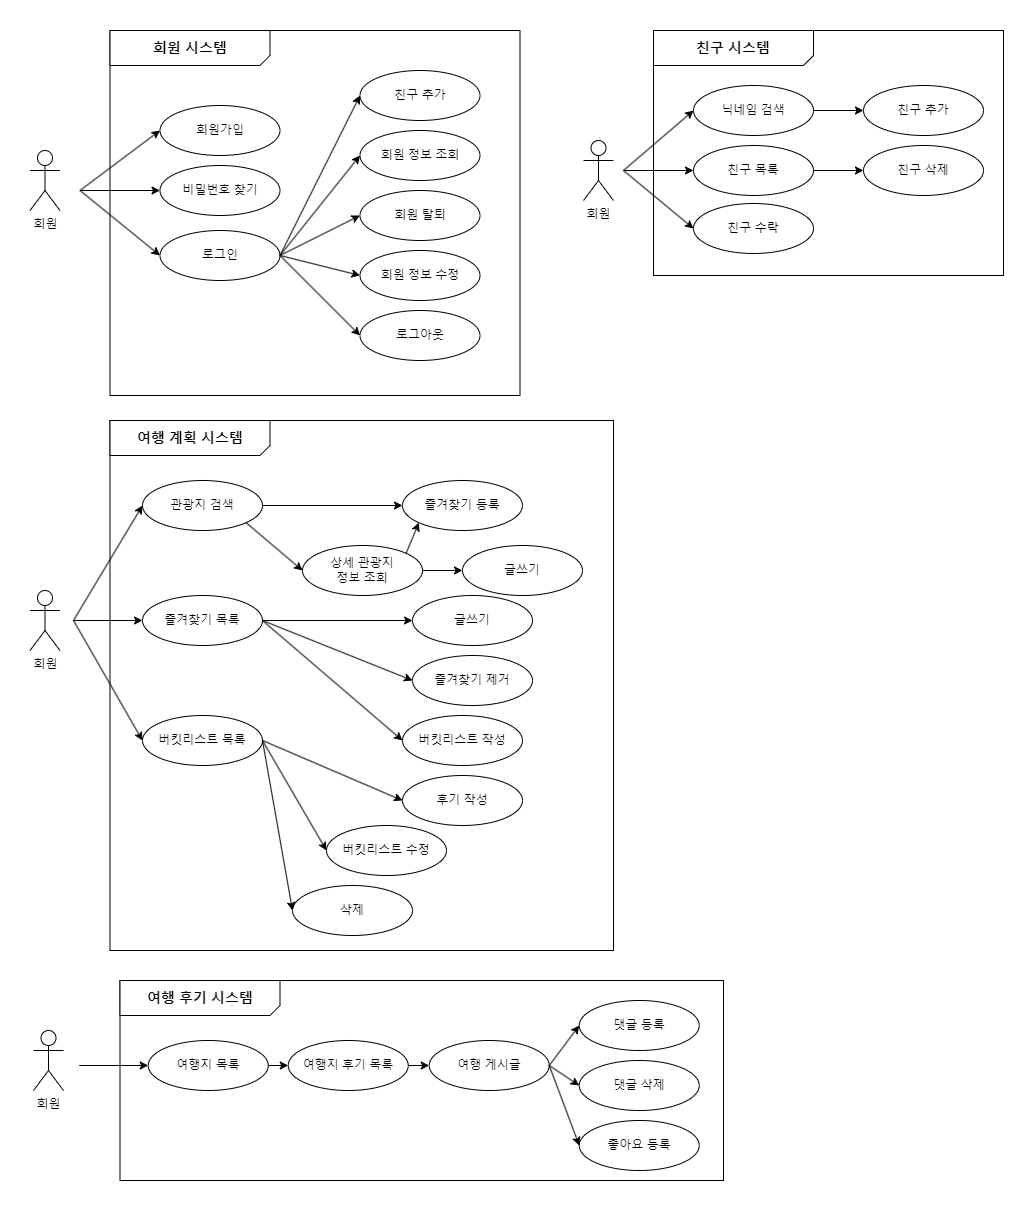 회원 시스템
회원
회원가입
비밀번호 찾기
로그인
친구 추가
회원 정보 조회
회원 탈퇴
회원 정보 수정
로그아웃
친구 시스템
회원
닉네임 검색
친구 추가
친구 목록
친구 삭제
친구 수락
여행 계획 시스템
회원
관광지 검색
즐겨찾기 등록
상세 관광지
정보 조회
글쓰기
즐겨찾기 목록
글쓰기
즐겨찾기 제거
버킷리스트 목록
버킷리스트 작성
후기 작성
버킷리스트 수정
삭제
여행 후기 시스템
회원
여행지 목록
여행지 후기 목록
여행 게시글
댓글 등록
댓글 삭제
좋아요 등록